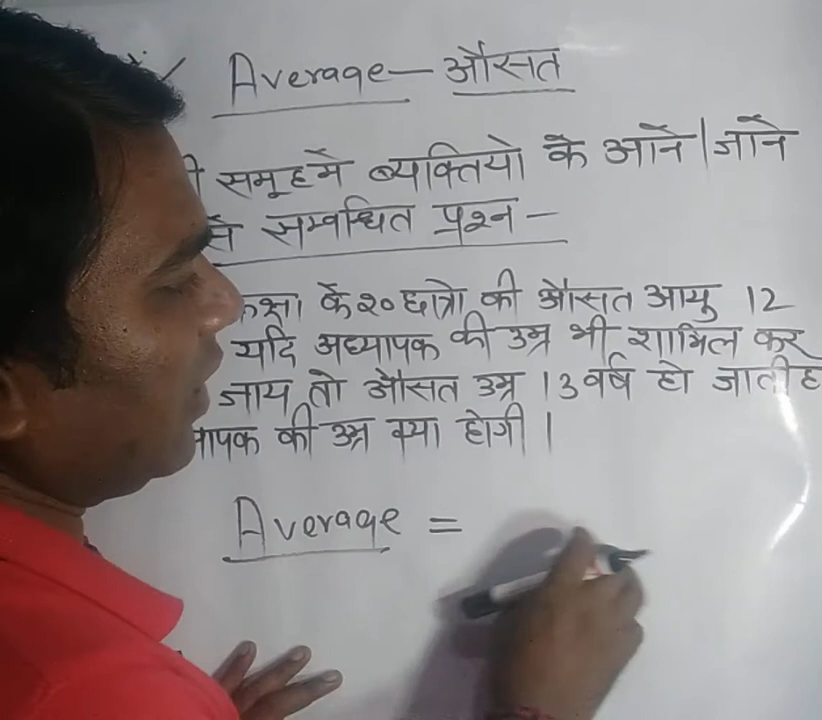 Average — औसत
समूह में व्यक्तियो के आने/जाने
से सम्बन्धित प्रश्न -
कक्षा के २० छात्रो की औसत आयु 12
यदि अध्यापक की उम्र भी शामिल कर
जाय तो औसत उम्र 13 वर्ष हो जाती ह
की उम्र क्या होगी ।
Average =